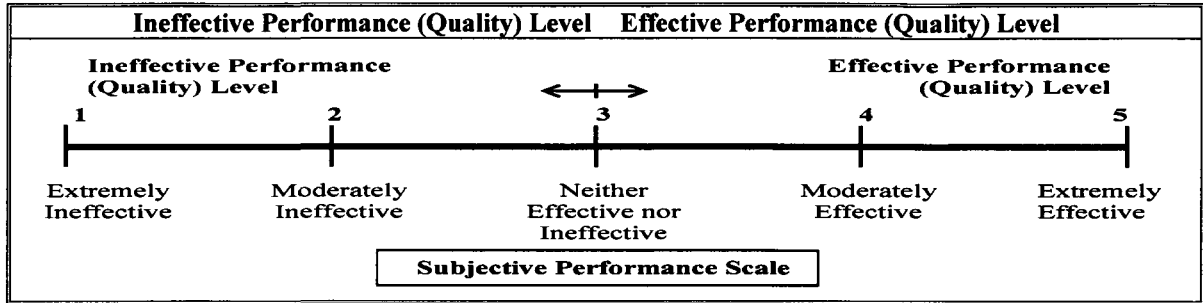 Ineffective Performance (Quality) Level Effective Performance (Quality) Level
Ineffective Performance
(Quality) Level
Effective Performance
(Quality) Level
1 2 3 4 5
Extremely
Ineffective
Moderately
Ineffective
Neither
Effective nor
Ineffective
Moderately
Effective
Extremely
Effective
Subjective Performance Scale